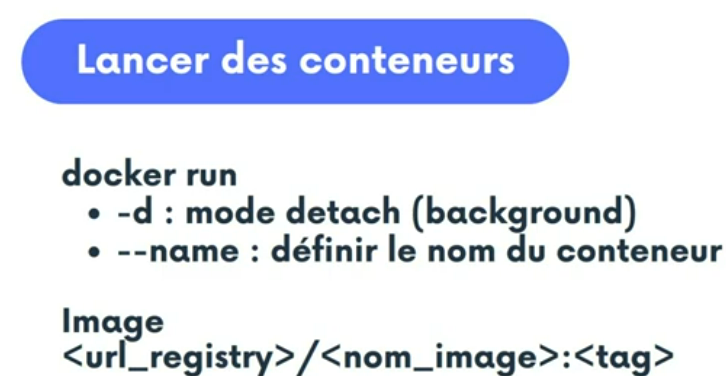 Lancer des conteneurs
docker run
• -d : mode detach (background)
• --name : définir le nom du conteneur
Image
<url_registry>/<nom_image>:<tag>